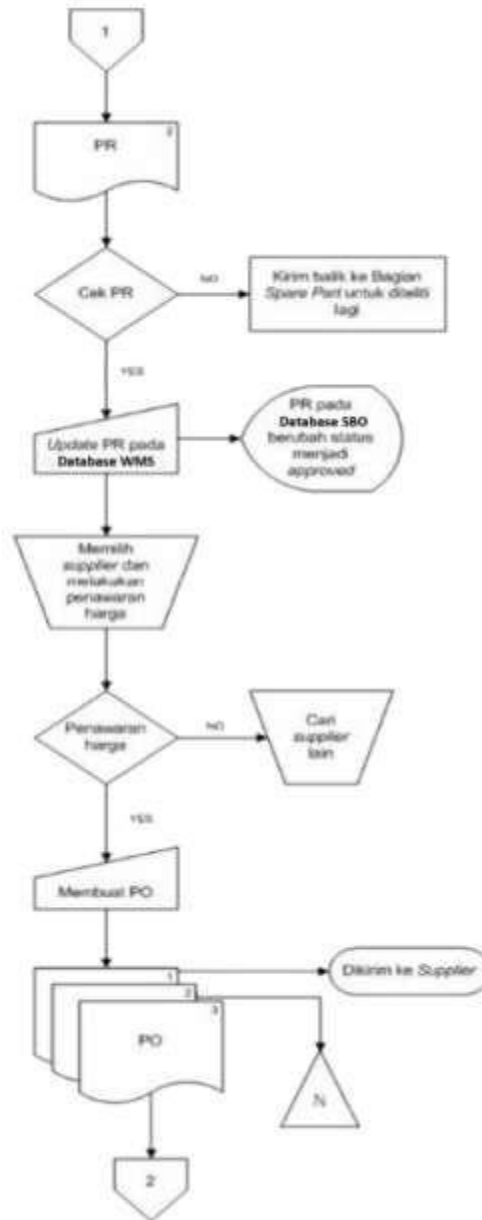 1
2
PR
Cek PR
NO
Kirim balik ke Bagian
Spare Part untuk diteliti
lagi
YES
Update PR pada
Database WMS
PR pada
Database SBO
berubah status
menjadi
approved
Memilih
supplier dan
melakukan
penawaran
harga
Penawaran
harga
NO
Cari
supplier
lain
YES
Membuat PO
1
2
3
PO
Dikirim ke Supplier
N
2